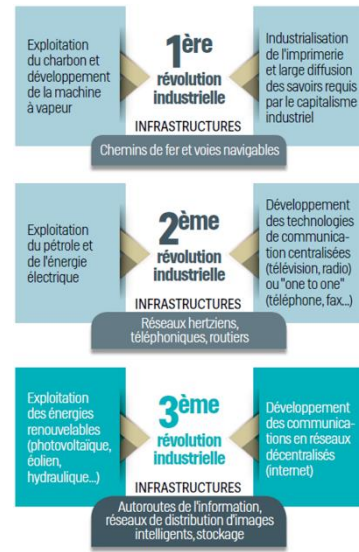 Exploitation
du charbon et
développement
de la machine
à vapeur
1ère
révolution
industrielle
Industrialisation
de l'imprimerie
et large diffusion
des savoirs requis
par le capitalisme
industriel
INFRASTRUCTURES
Chemins de fer et voies navigables
Exploitation
du pétrole et
de l'énergie
électrique
2ème
révolution
industrielle
Développement
des technologies
de communica-
tion centralisées
(télévision, radio)
ou "one to one"
(téléphone, fax...)
INFRASTRUCTURES
Réseaux hertziens,
téléphoniques, routiers
Exploitation
des énergies
renouvelables
(photovoltaïque,
éolien,
hydraulique...)
3ème
révolution
industrielle
Développement
des communica-
tions en réseaux
décentralisés
(internet)
INFRASTRUCTURES
Autoroutes de l'information,
réseaux de distribution d'images
intelligents, stockage